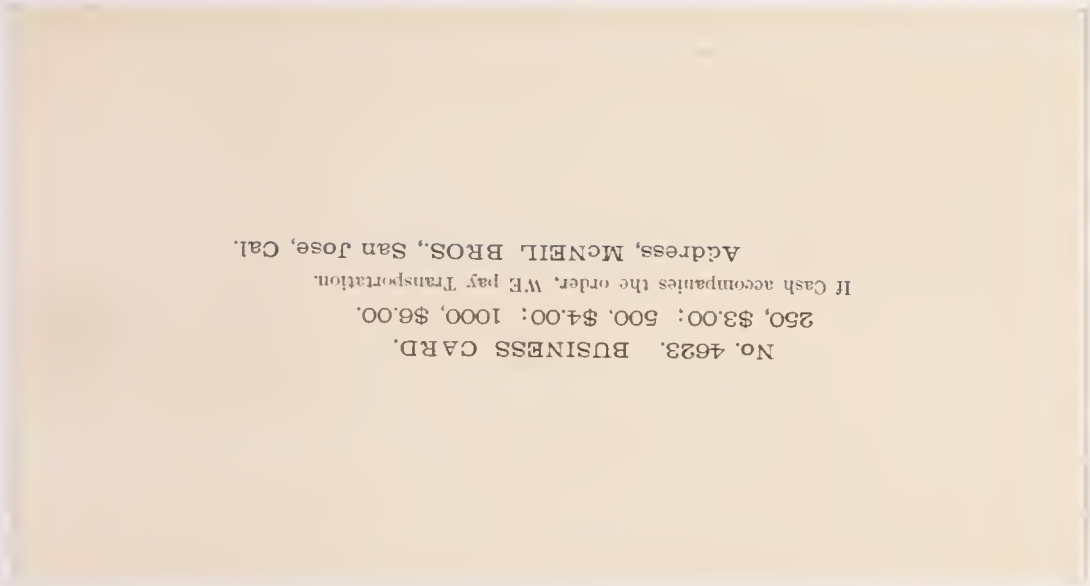 No. 4623. BUSINESS CARD.
250, $3.00; 500. $4.00; 1000, $6.00.
If Cash accompanies the order, WE pay Transportation.
Address, McNEIL BROS., San Jose, Cal.